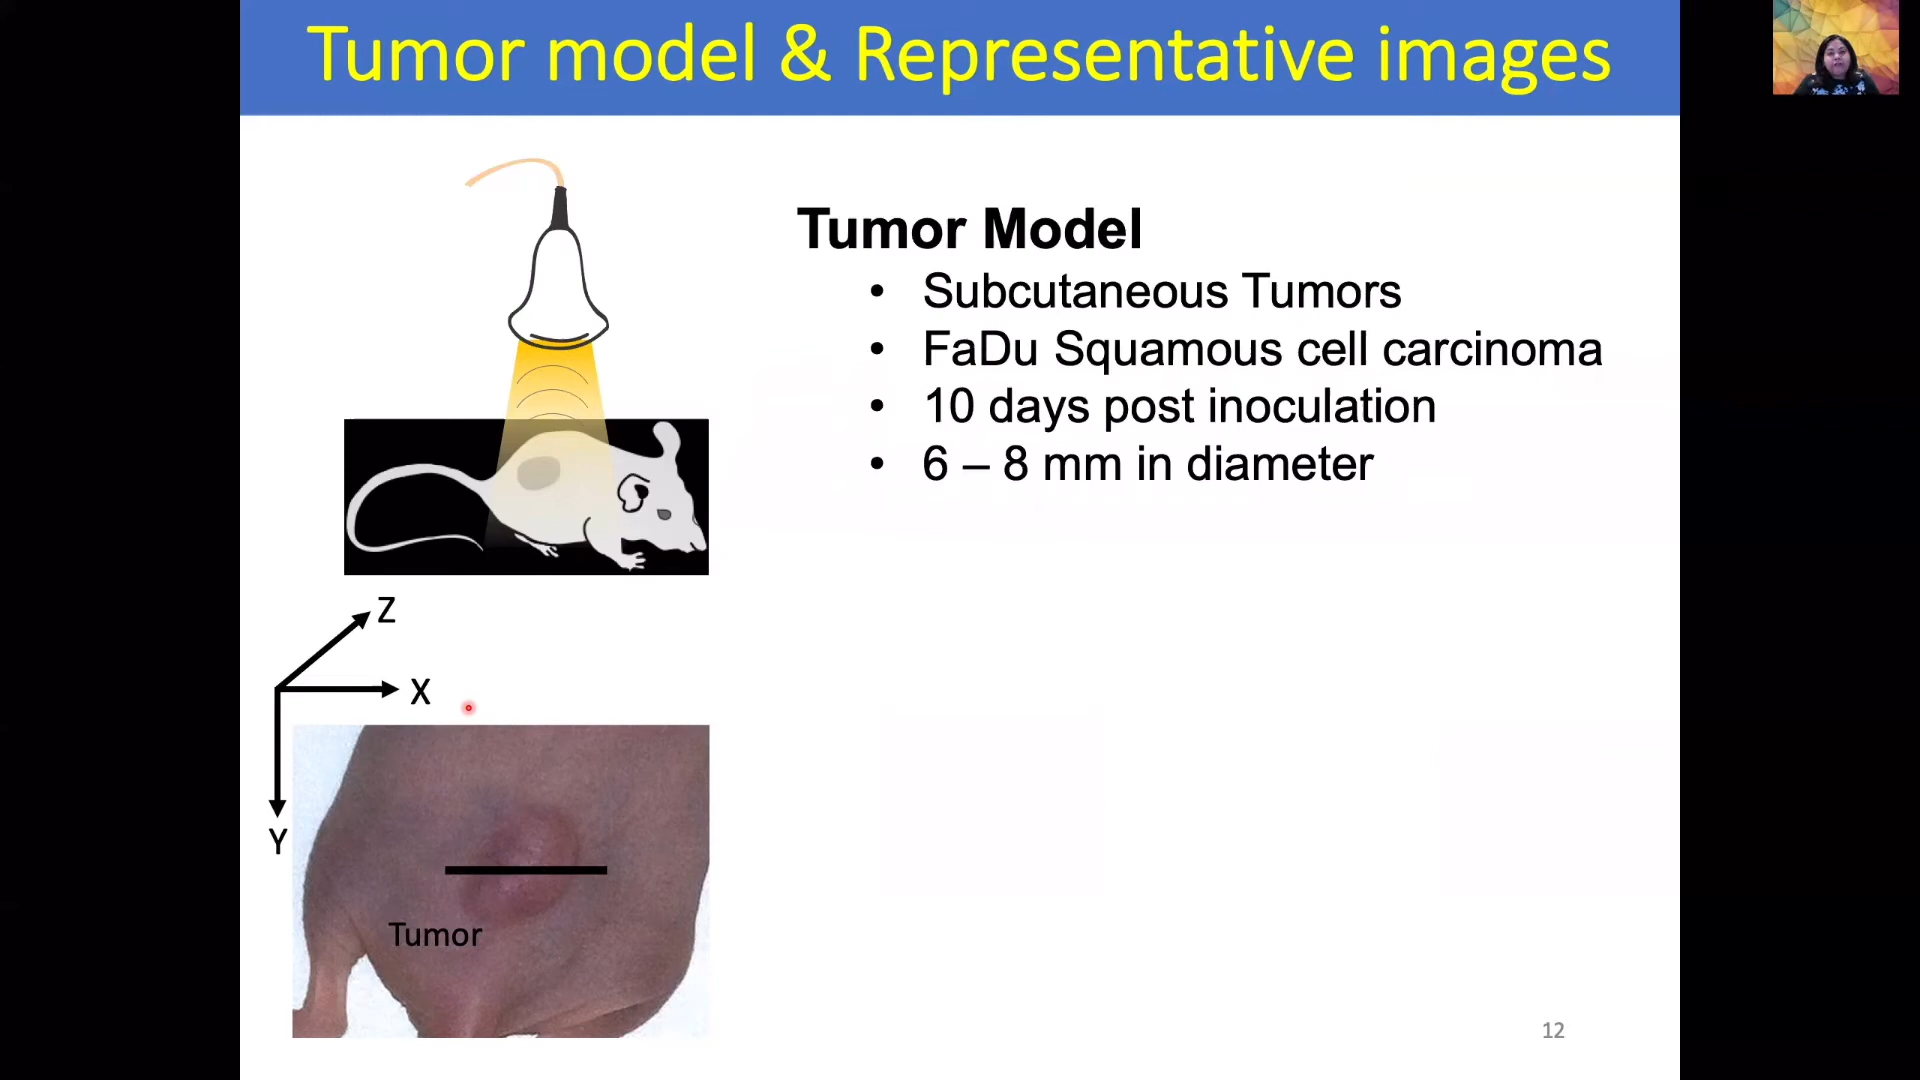 Tumor model & Representative images
Tumor Model
• Subcutaneous Tumors
• FaDu Squamous cell carcinoma
• 10 days post inoculation
• 6 – 8 mm in diameter
Z
X
Y
Tumor
12